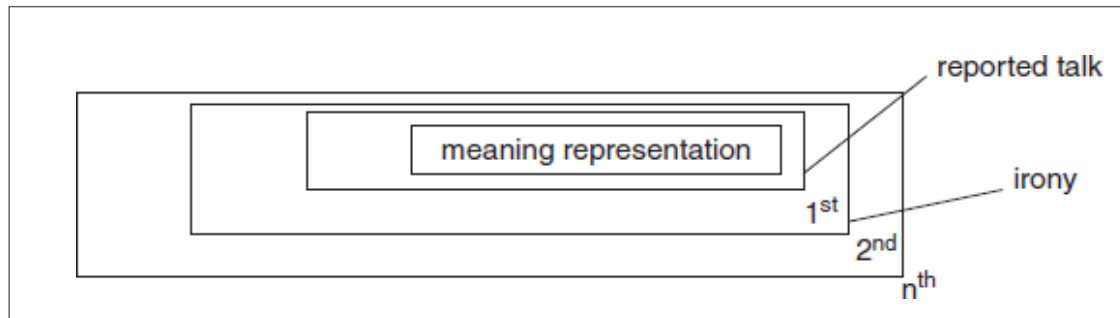 reported talk
meaning representation
irony
1st
2nd
nth